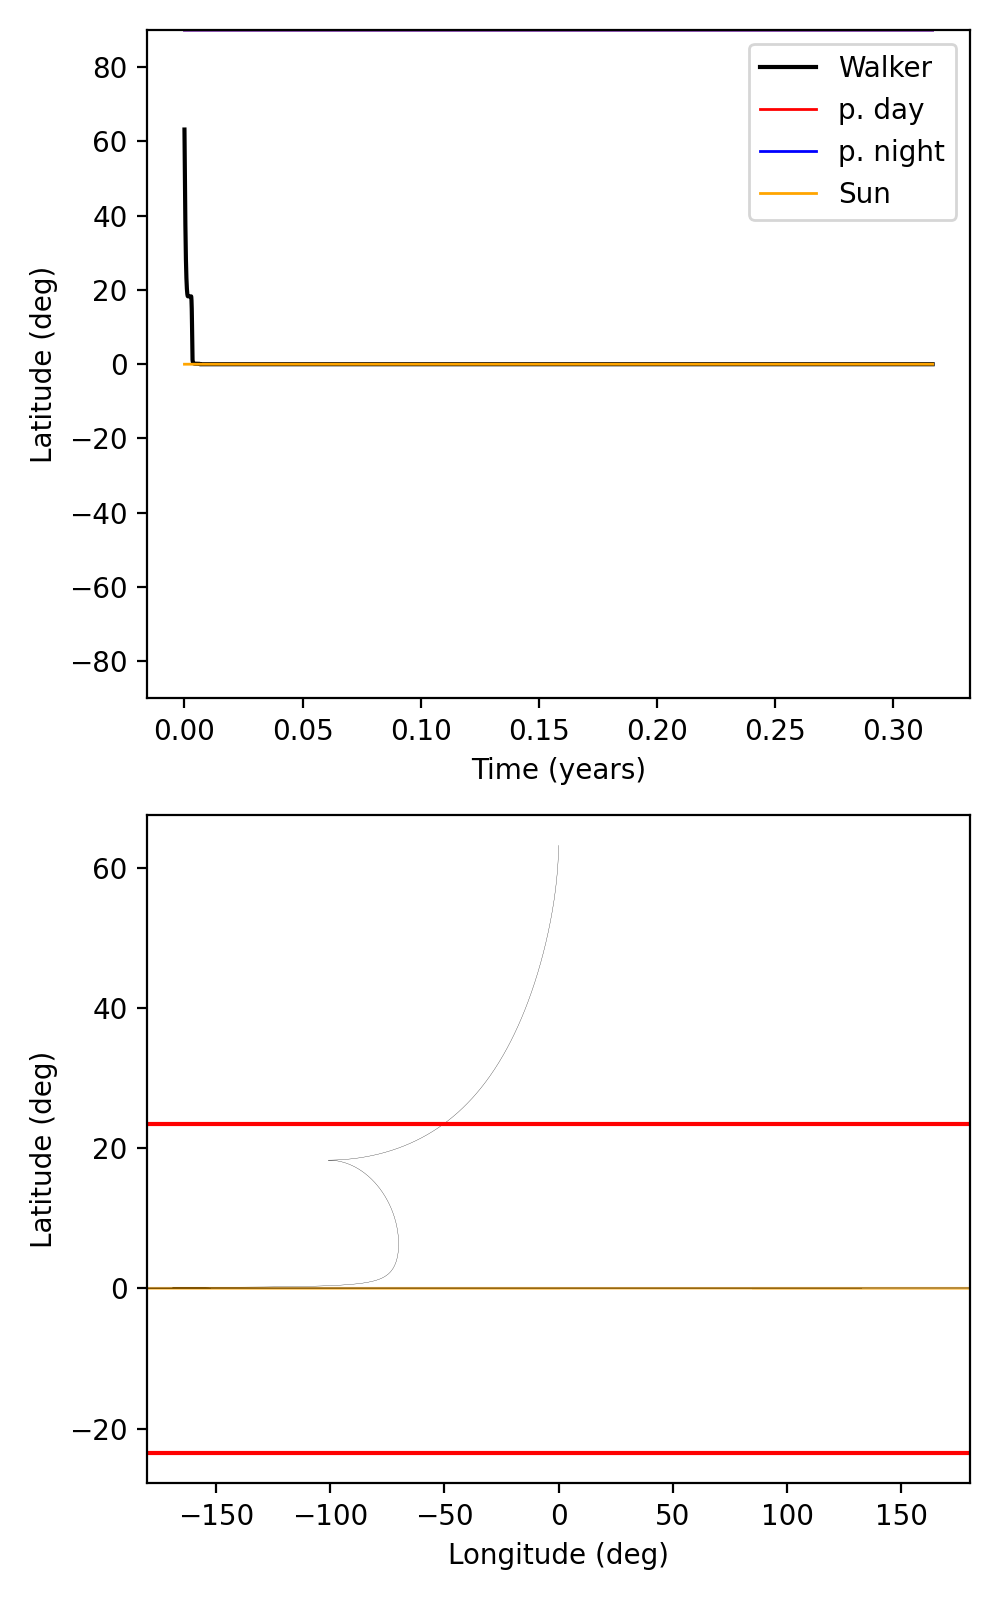 80
60
40
20
0
−20
−40
−60
−80
Latitude (deg)
Walker
p. day
p. night
Sun
0.00 0.05 0.10 0.15 0.20 0.25 0.30
Time (years)
60
40
20
0
−20
Latitude (deg)
−150 −100 −50 0 50 100 150
Longitude (deg)